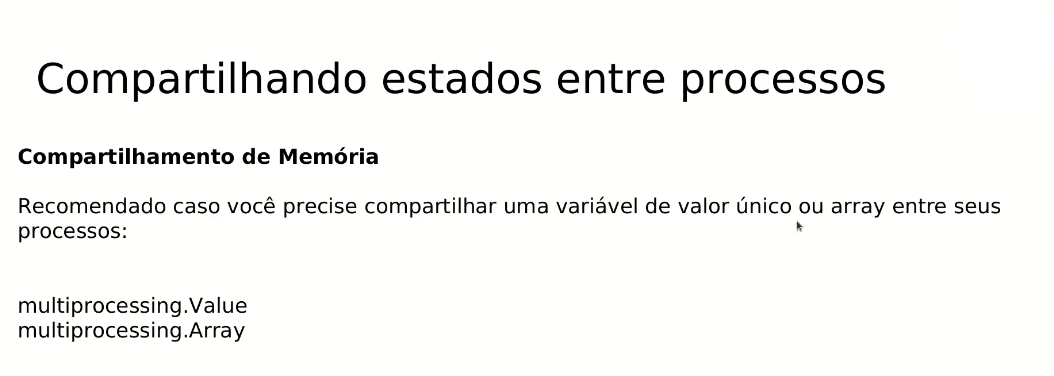 Compartilhando estados entre processos
Compartilhamento de Memória
Recomendado caso você precise compartilhar uma variável de valor único ou array entre seus
processos:
multiprocessing.Value
multiprocessing.Array